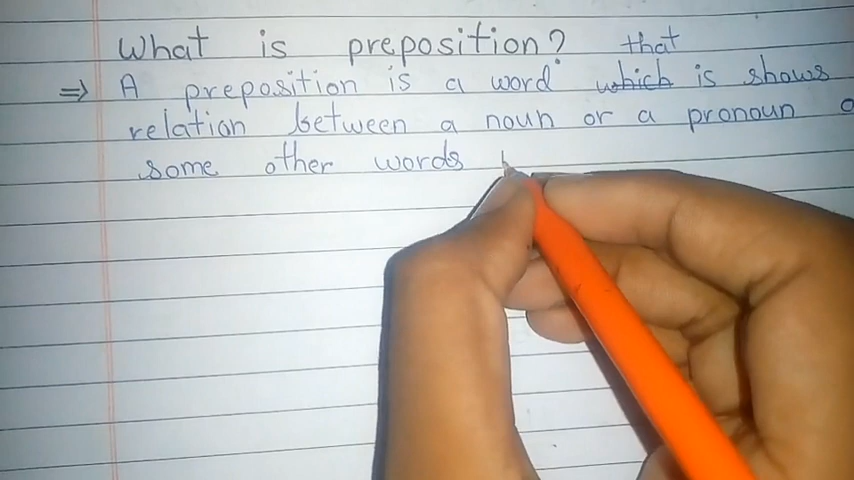 What is preposition? that
⇒ A preposition is a word which is shows
relation between a noun or a pronoun
some other words